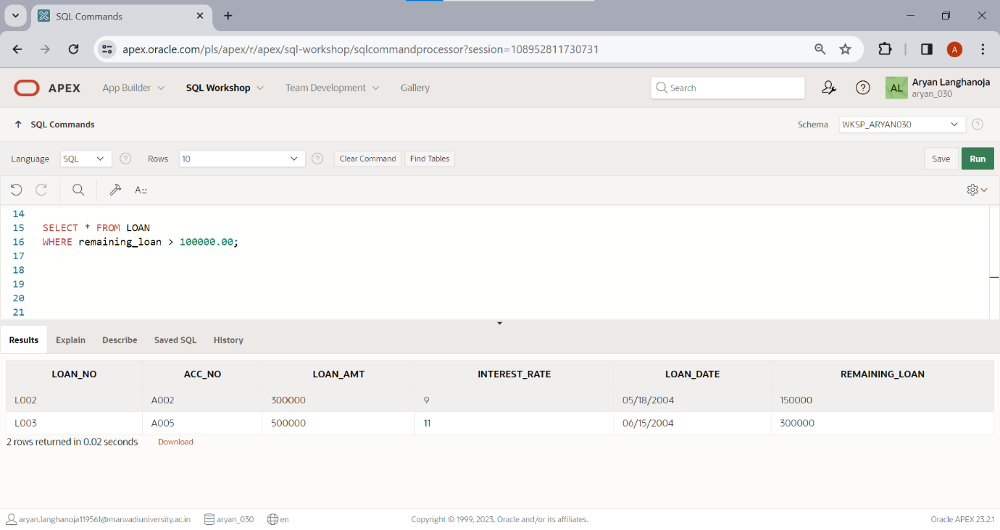 SQL Commands
apex.oracle.com/pls/apex/r/apex/sql-workshop/sqlcommandprocessor?session=108952811730731
A
APEX App Builder SQL Workshop Team Development Gallery Search ? AL Aryan Langhanoja
aryan_030
SQL Commands Schema WKSP_ARYAN030 ?
Language SQL ? Rows 10 ? Clear Command Find Tables Save Run
A::
14
15 SELECT * FROM LOAN
16 WHERE remaining_loan > 100000.00;
17
18
19
20
21
Results Explain Describe Saved SQL History
LOAN_NO ACC_NO LOAN_AMT INTEREST_RATE LOAN_DATE REMAINING_LOAN
L002 A002 300000 9 05/18/2004 150000
L003 A005 500000 11 06/15/2004 300000
2 rows returned in 0.02 seconds Download
aryan.langhanoja119561@marwadiuniversity.ac.in aryan_030 en Copyright © 1999, 2023, Oracle and/or its affiliates. Oracle APEX 23.2.1